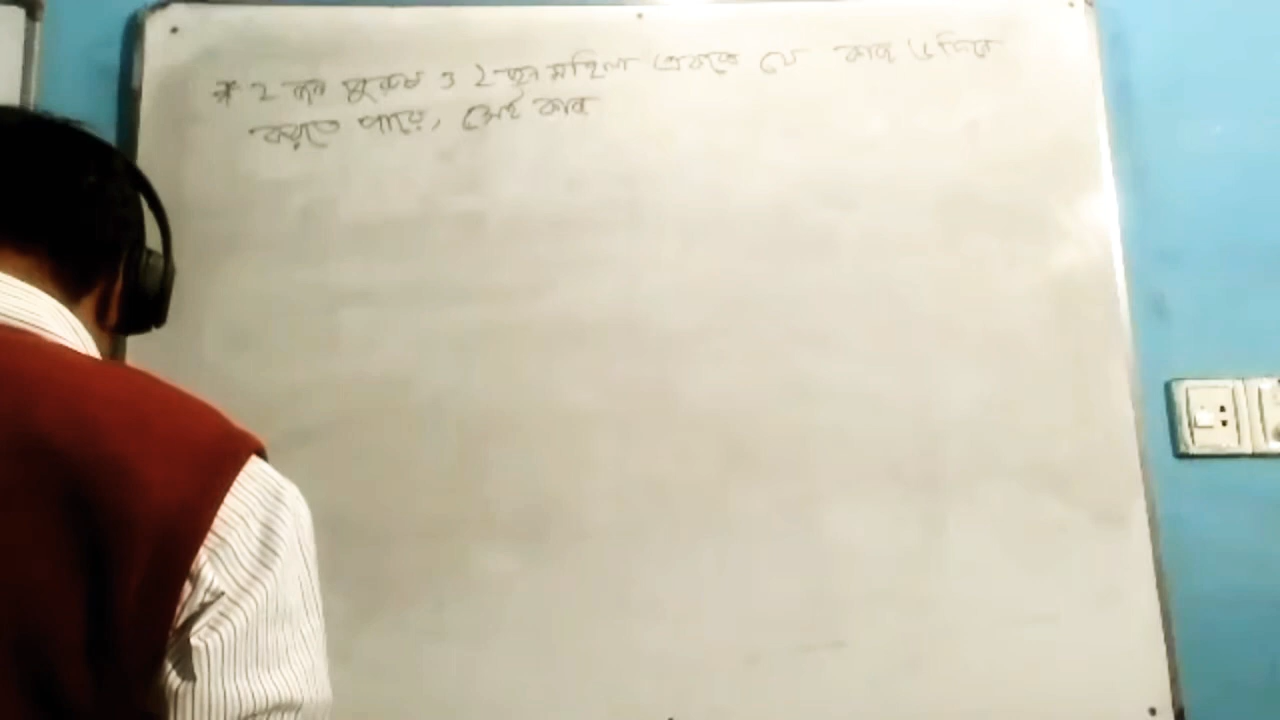 * 2 জন পুরুষ ও 2 জন মহিলা একত্রে যে কাজ ৬ দিনে
করতে পারে, সেই কাজ